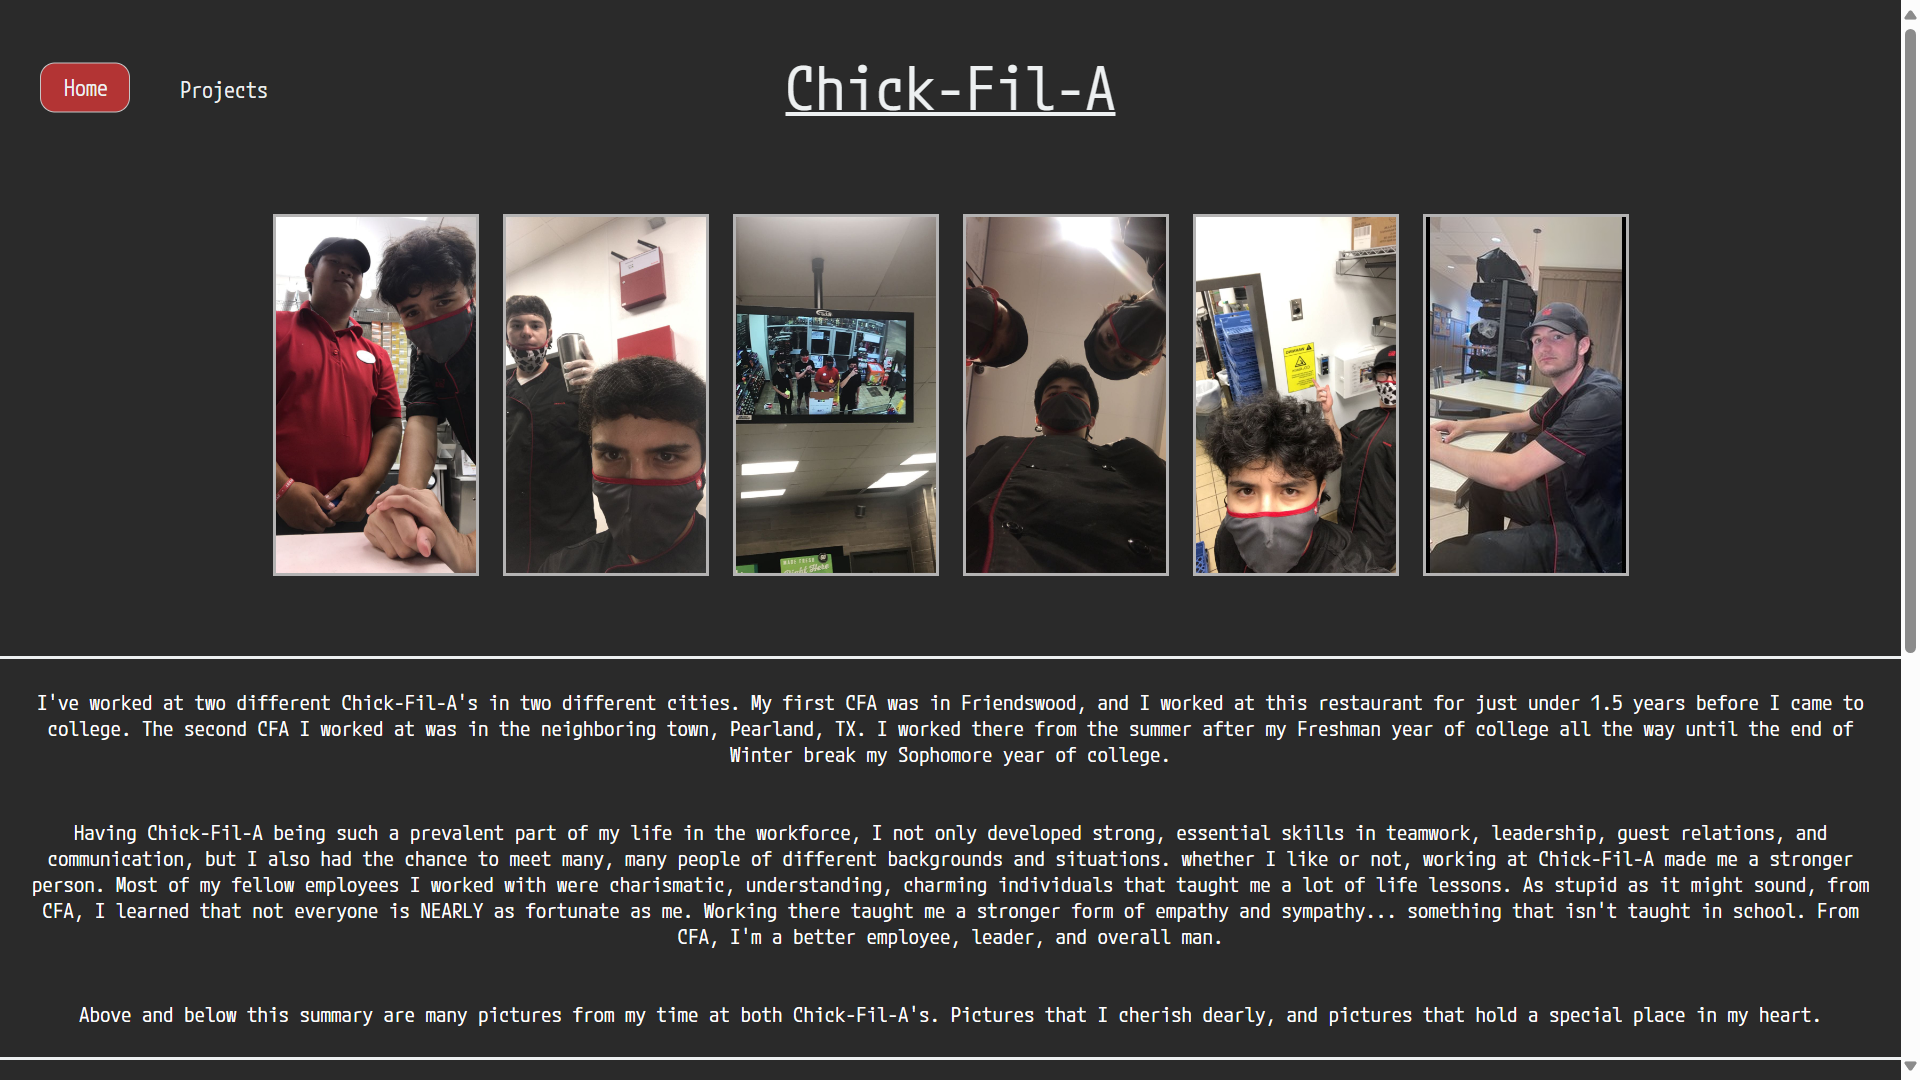 Home
Projects
Chick-Fil-A
MADE FRESH
Right Here
I've worked at two different Chick-Fil-A's in two different cities. My first CFA was in Friendswood, and I worked at this restaurant for just under 1.5 years before I came to
college. The second CFA I worked at was in the neighboring town, Pearland, TX. I worked there from the summer after my Freshman year of college all the way until the end of
Winter break my Sophomore year of college.
Having Chick-Fil-A being such a prevalent part of my life in the workforce, I not only developed strong, essential skills in teamwork, leadership, guest relations, and
communication, but I also had the chance to meet many, many people of different backgrounds and situations. whether I like or not, working at Chick-Fil-A made me a stronger
person. Most of my fellow employees I worked with were charismatic, understanding, charming individuals that taught me a lot of life lessons. As stupid as it might sound, from
CFA, I learned that not everyone is NEARLY as fortunate as me. Working there taught me a stronger form of empathy and sympathy... something that isn't taught in school. From
CFA, I'm a better employee, leader, and overall man.
Above and below this summary are many pictures from my time at both Chick-Fil-A's. Pictures that I cherish dearly, and pictures that hold a special place in my heart.